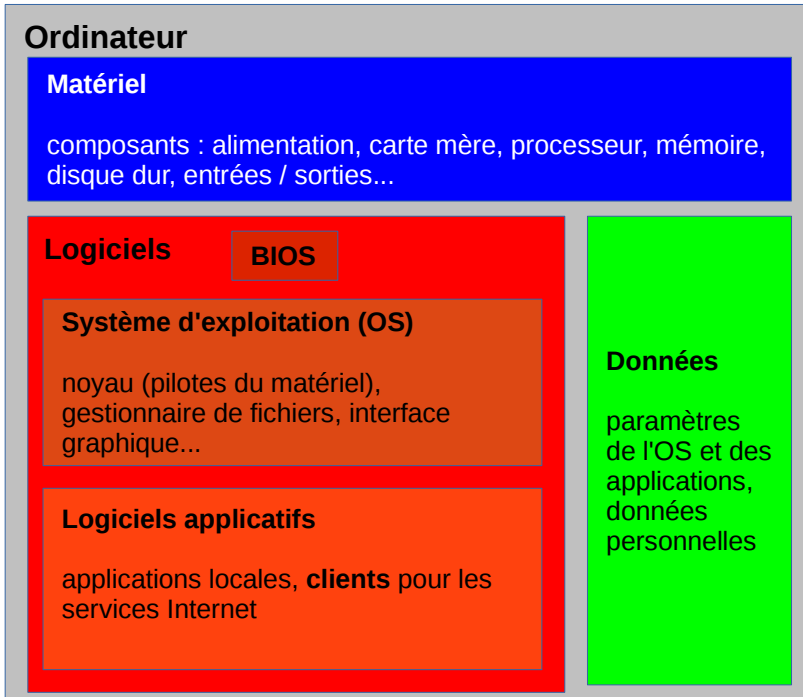 Ordinateur
Matériel
composants : alimentation, carte mère, processeur, mémoire,
disque dur, entrées / sorties...
Logiciels
BIOS
Système d'exploitation (OS)
noyau (pilotes du matériel),
gestionnaire de fichiers, interface
graphique...
Logiciels applicatifs
applications locales, clients pour les
services Internet
Données
paramètres
de l'OS et des
applications,
données
personnelles